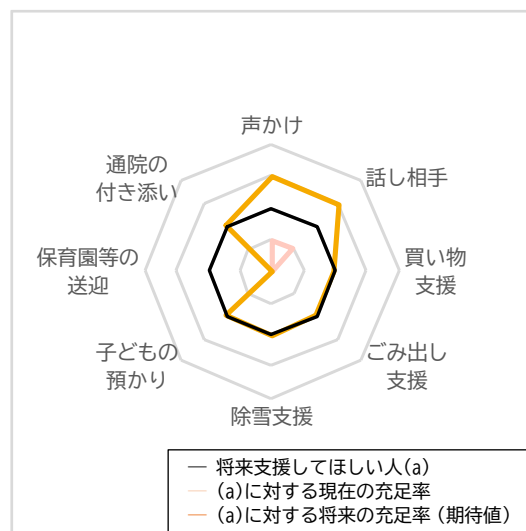 声かけ
通院の
付き添い
話し相手
保育園等の
送迎
買い物
支援
子どもの
預かり
ごみ出し
支援
除雪支援
将来支援してほしい人(a)
(a)に対する現在の充足率
(a)に対する将来の充足率(期待値)